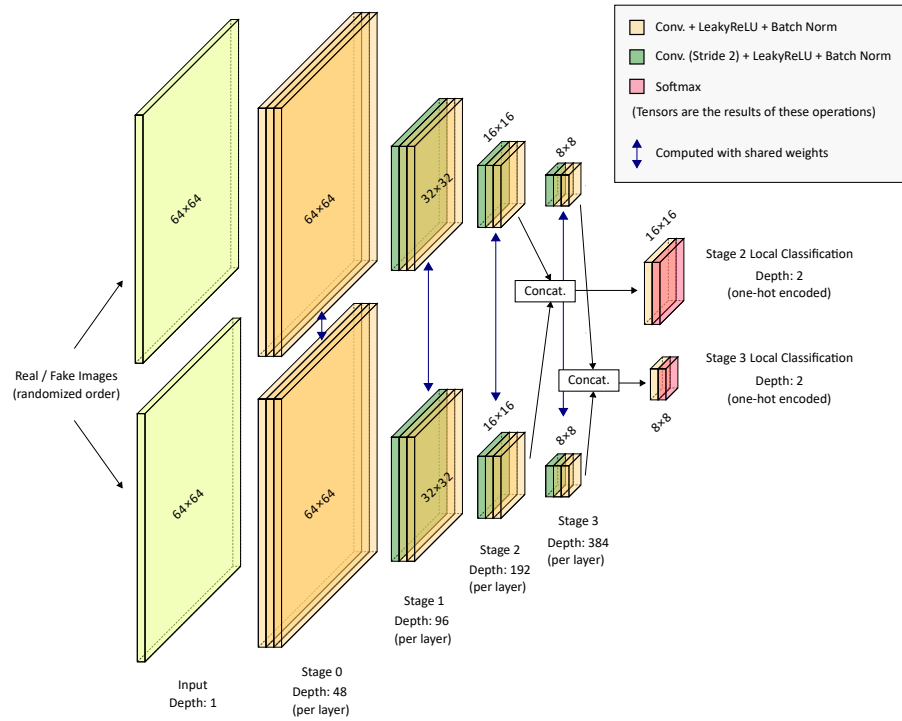 Conv. + LeakyReLU + Batch Norm
Conv. (Stride 2) + LeakyReLU + Batch Norm
Softmax
(Tensors are the results of these operations)
Computed with shared weights
64×64
64×64
32×32
16×16
8×8
16×16
Stage 2 Local Classification
Depth: 2
(one-hot encoded)
Concat.
Real / Fake Images
(randomized order)
Stage 3 Local Classification
Depth: 2
(one-hot encoded)
Concat.
8×8
64×64
64×64
32×32
16×16
8×8
Stage 3
Depth: 384
(per layer)
Stage 2
Depth: 192
(per layer)
Stage 1
Depth: 96
(per layer)
Stage 0
Depth: 48
(per layer)
Input
Depth: 1